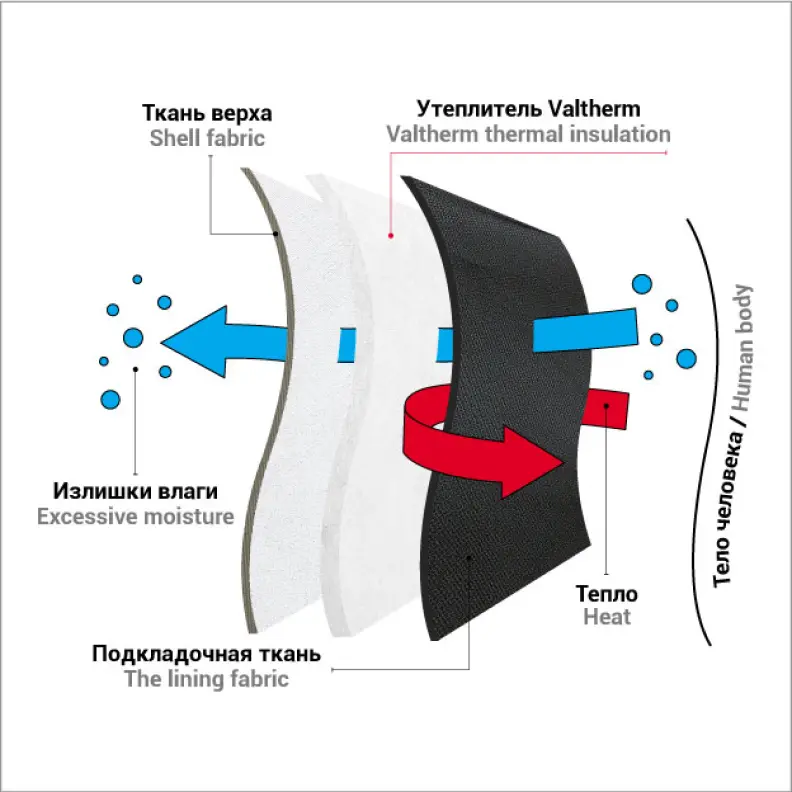 Ткань верха
Shell fabric
Утеплитель Valtherm
Valtherm thermal insulation
Тело человека / Human body
Излишки влаги
Excessive moisture
Тепло
Heat
Подкладочная ткань
The lining fabric